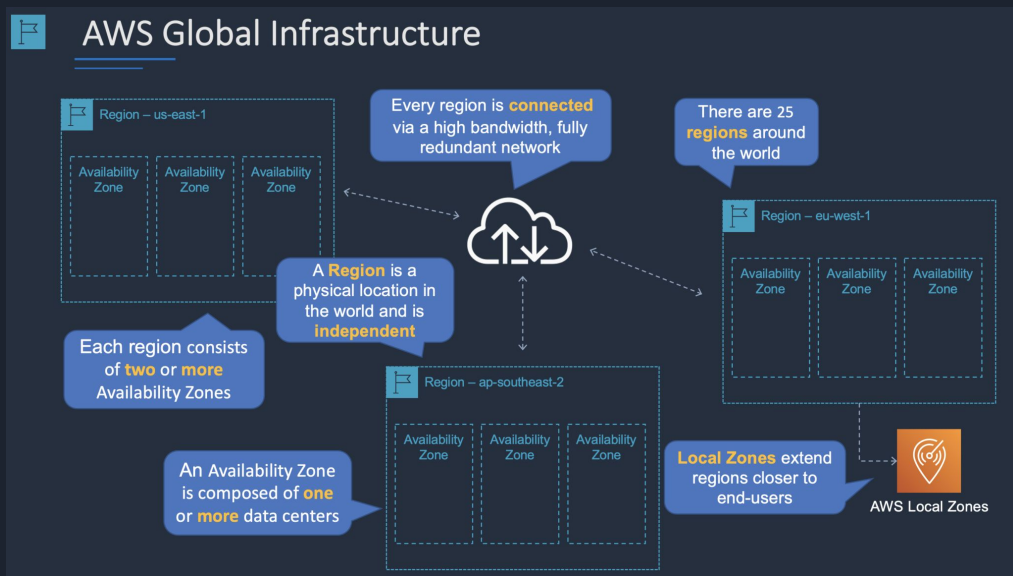 AWS Global Infrastructure
Region – us-east-1
Availability
Zone
Availability
Zone
Availability
Zone
Every region is connected
via a high bandwidth, fully
redundant network
There are 25
regions around
the world
Region – eu-west-1
Availability
Zone
Availability
Zone
Availability
Zone
A Region is a
physical location in
the world and is
independent
Each region consists
of two or more
Availability Zones
Region – ap-southeast-2
Availability
Zone
Availability
Zone
Availability
Zone
An Availability Zone
is composed of one
or more data centers
Local Zones extend
regions closer to
end-users
AWS Local Zones